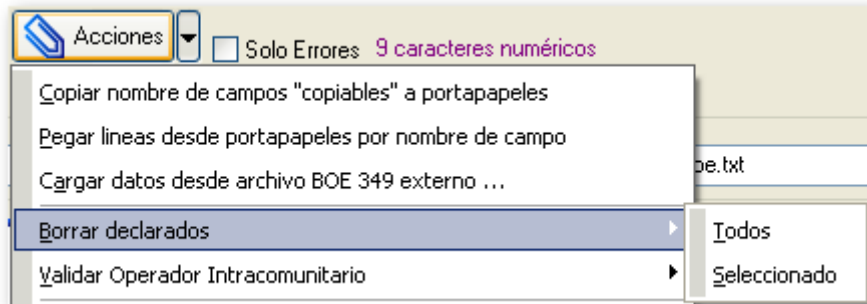 Acciones
Solo Errores 9 caracteres numéricos
Copiar nombre de campos "copiables" a portapapeles
Pegar lineas desde portapapeles por nombre de campo
Cargar datos desde archivo BOE 349 externo ...
oe.txt
Borrar declarados
Todos
Validar Operador Intracomunitario
Seleccionado